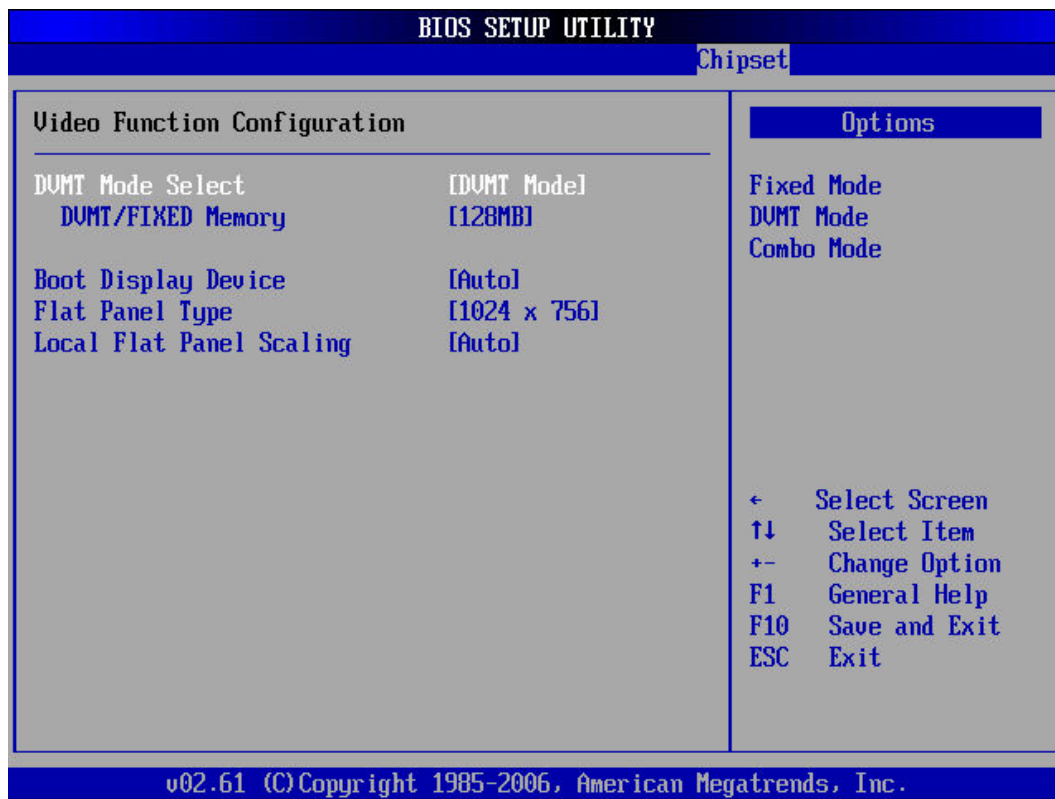 BIOS SETUP UTILITY
Chipset
Video Function Configuration
DVMT Mode Select [DVMT Mode]
DVMT/FIXED Memory [128MB]
Boot Display Device [Auto]
Flat Panel Type [1024 x 756]
Local Flat Panel Scaling [Auto]
Options
Fixed Mode
DVMT Mode
Combo Mode
← Select Screen
↑↓ Select Item
+- Change Option
F1 General Help
F10 Save and Exit
ESC Exit
v02.61 (C)Copyright 1985-2006, American Megatrends, Inc.